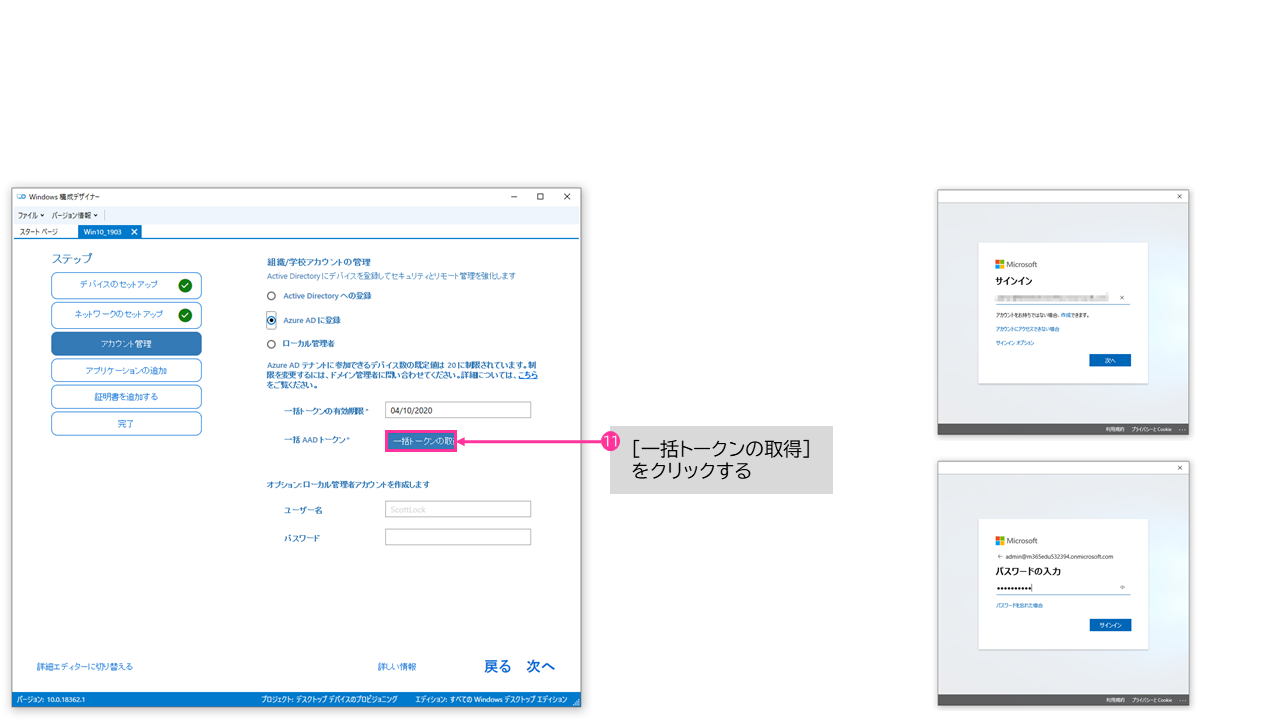 Windows 構成デザイナー
ファイル バージョン情報
スタート ページ Win10_1903
ステップ
デバイスのセットアップ
ネットワークのセットアップ
アカウント管理
アプリケーションの追加
証明書を追加する
完了
組織/学校アカウントの管理
Active Directory にデバイスを登録してセキュリティとリモート管理を強化します
Active Directory への登録
Azure AD に登録
ローカル管理者
Azure AD テナントに参加できるデバイス数の既定値は 20 に制限されています。制
限を変更するには、ドメイン管理者に問い合わせてください。詳細については、こちら
をご覧ください。
一括トークンの有効期限* 04/10/2020
一括 AAD トークン* 一括トークンの取
オプション:ローカル管理者アカウントを作成します
ユーザー名 ScottLock
パスワード
詳細エディターに切り替える 詳しい情報 戻る 次へ
バージョン: 10.0.18362.1 プロジェクト: デスクトップ デバイスのプロビジョニング エディション: すべての Windows デスクトップ エディション
11
[一括トークンの取得]
をクリックする
Microsoft
サインイン
アカウントをお持ちではない場合、作成できます。
アカウントにアクセスできない場合
サインイン オプション
次へ
利用規約 プライバシーと Cookie ...
Microsoft
← admin@m365edu532394.onmicrosoft.com
パスワードの入力
••••••••••
パスワードを忘れた場合
サインイン
利用規約 プライバシーと Cookie ...